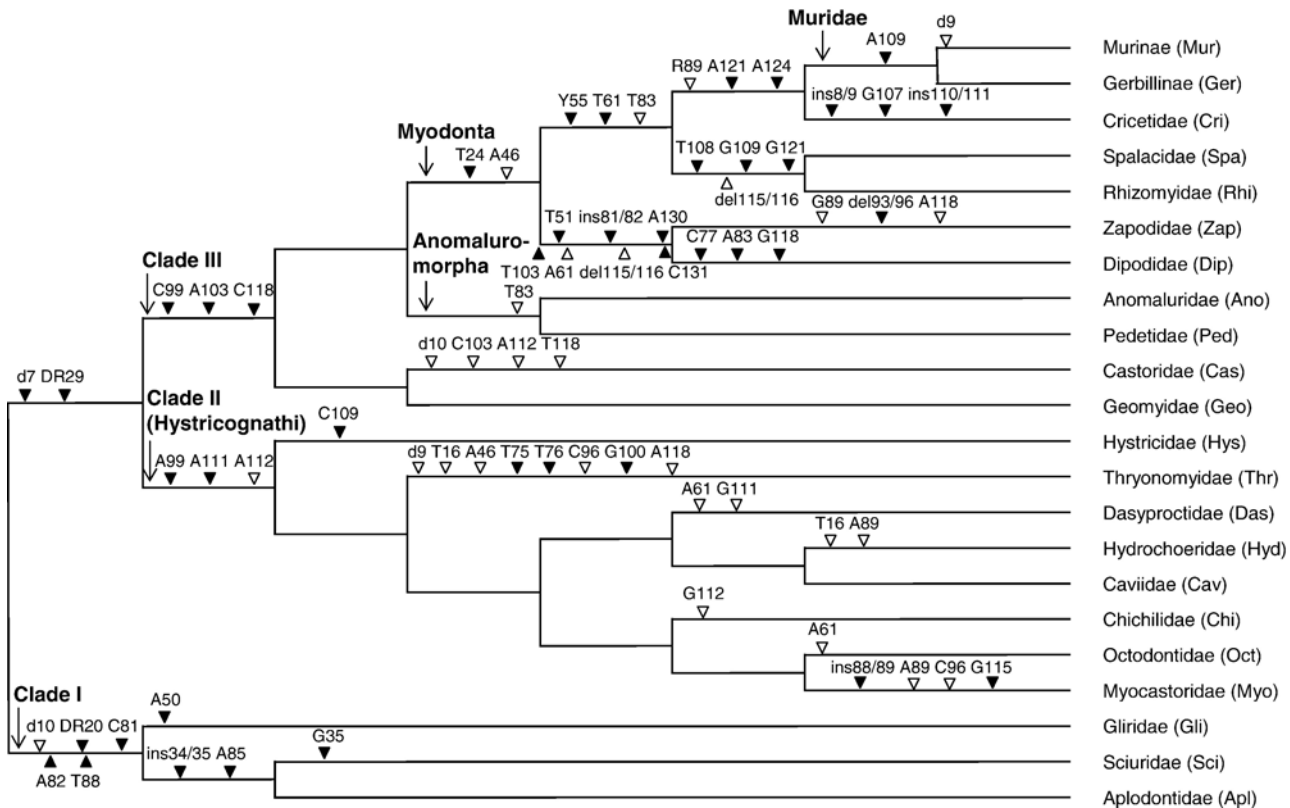 Muridae
d9
A109
Murinae (Mur)
R89 A121 A124
Gerbillinae (Ger)
Y55 T61 T83
ins8/9 G107 ins110/111
Cricetidae (Cri)
Myodonta
T24 A46
T108 G109 G121
Spalacidae (Spa)
del115/116
Rhizomyidae (Rhi)
G89 del93/96 A118
T51 ins81/82 A130
Zapodidae (Zap)
C77 A83 G118
Anomaluro-
morpha
Dipodidae (Dip)
T103 A61 del115/116 C131
Clade III
C99 A103 C118
T83
Anomaluridae (Ano)
Pedetidae (Ped)
d10 C103 A112 T118
Castoridae (Cas)
d7 DR29
Clade II
(Hystricognathi)
Geomyidae (Geo)
C109
Hystricidae (Hys)
A99 A111 A112
d9 T16 A46 T75 T76 C96 G100 A118
Thryonomyidae (Thr)
A61 G111
Dasyproctidae (Das)
T16 A89
Hydrochoeridae (Hyd)
Caviidae (Cav)
G112
Chichilidae (Chi)
A61
Octodontidae (Oct)
ins88/89 A89 C96 G115
Myocastoridae (Myo)
Clade I
A50
d10 DR20 C81
Gliridae (Gli)
ins34/35 A85
G35
Sciuridae (Sci)
A82 T88
Aplodontidae (Apl)